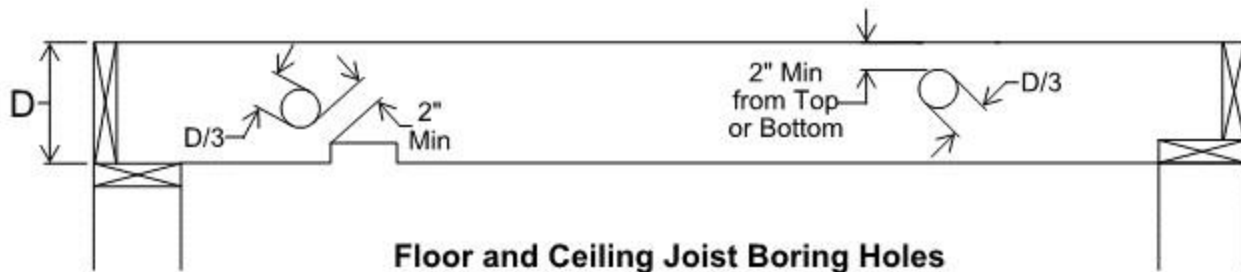 D
D/3
2"
Min
2" Min
from Top
or Bottom
D/3
Floor and Ceiling Joist Boring Holes